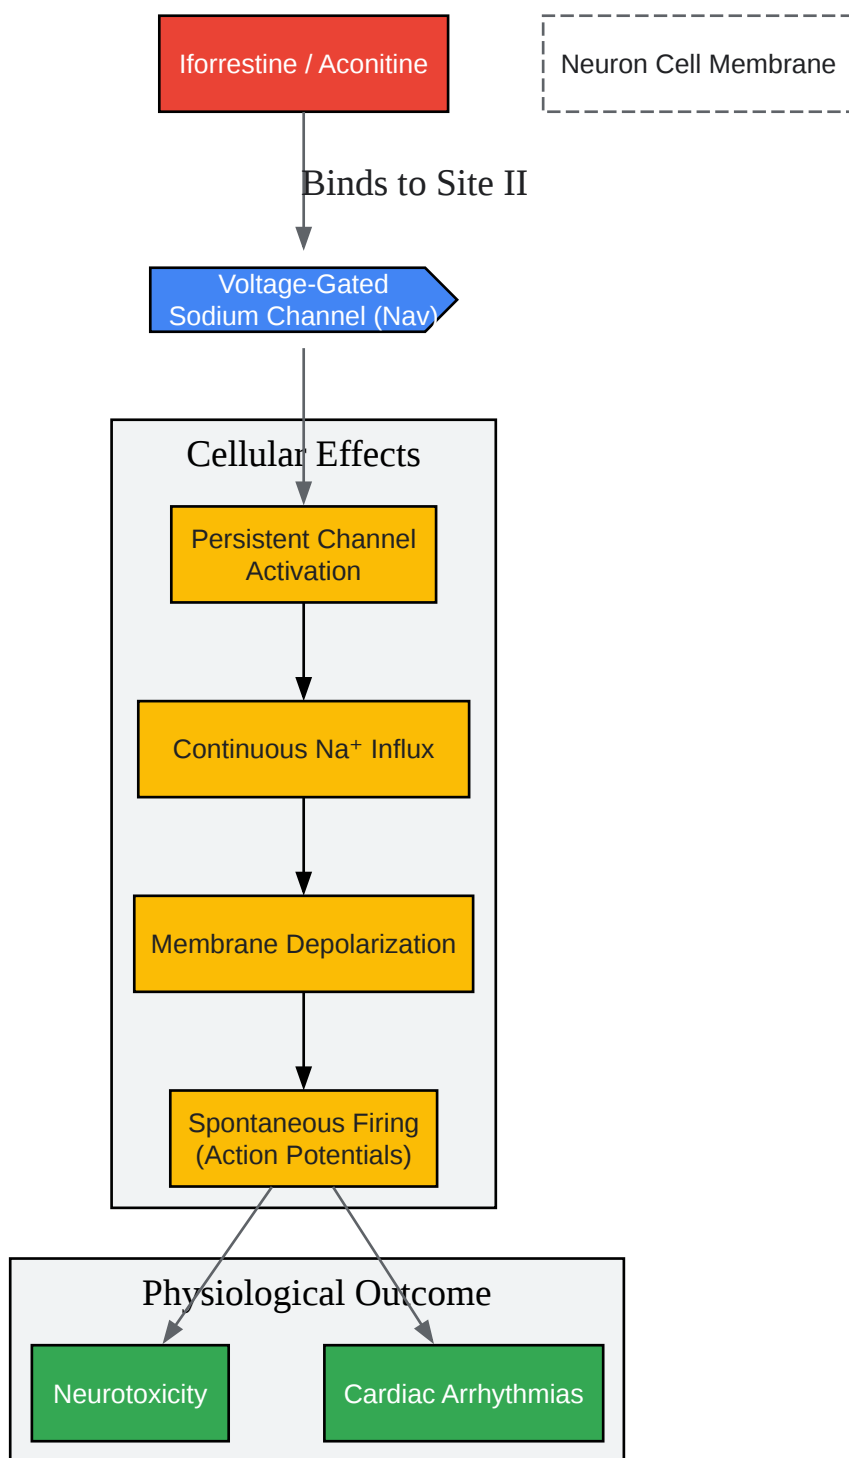 Iforrestine / Aconitine
Neuron Cell Membrane
Binds to Site II
Voltage-Gated
Sodium Channel (Nav)
Cellular Effects
Persistent Channel
Activation
Continuous Na⁺ Influx
Membrane Depolarization
Spontaneous Firing
(Action Potentials)
Physiological Outcome
Neurotoxicity
Cardiac Arrhythmias